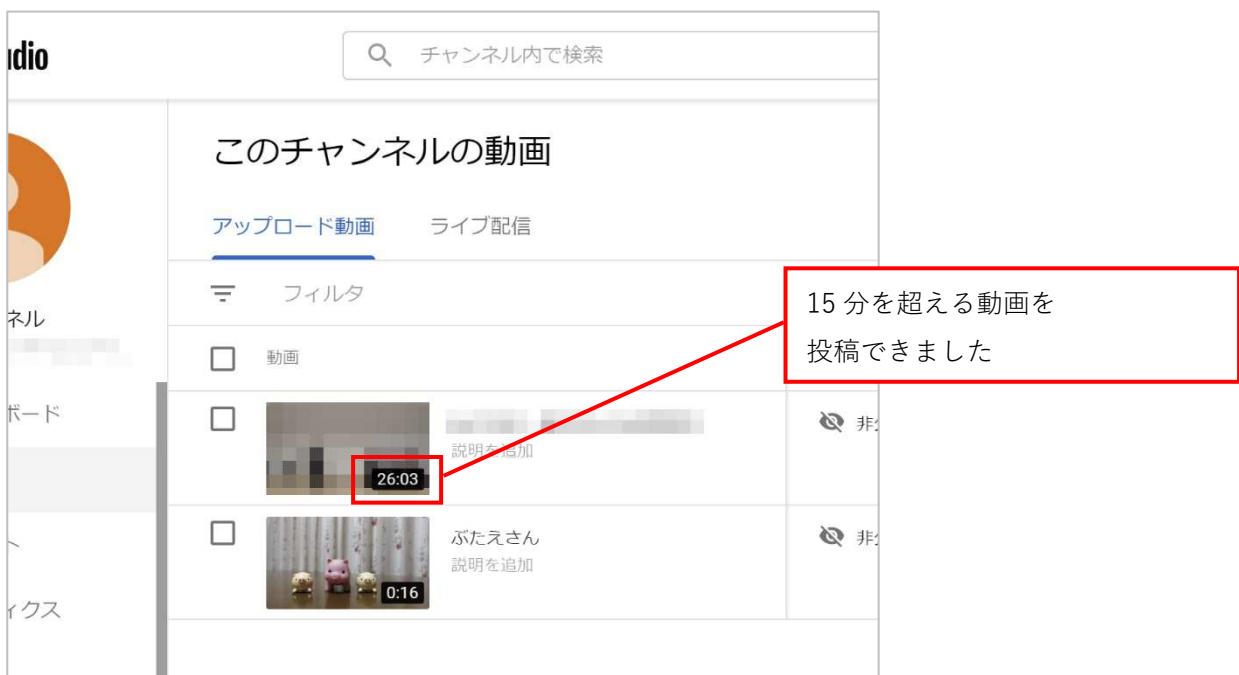 udio
チャンネル内で検索
このチャンネルの動画
アップロード動画 ライブ配信
フィルタ
15 分を超える動画を
投稿できました
ネル
動画
ボード
非
説明を追加
26:03
ぶたえさん
非
説明を追加
0:16
ィクス